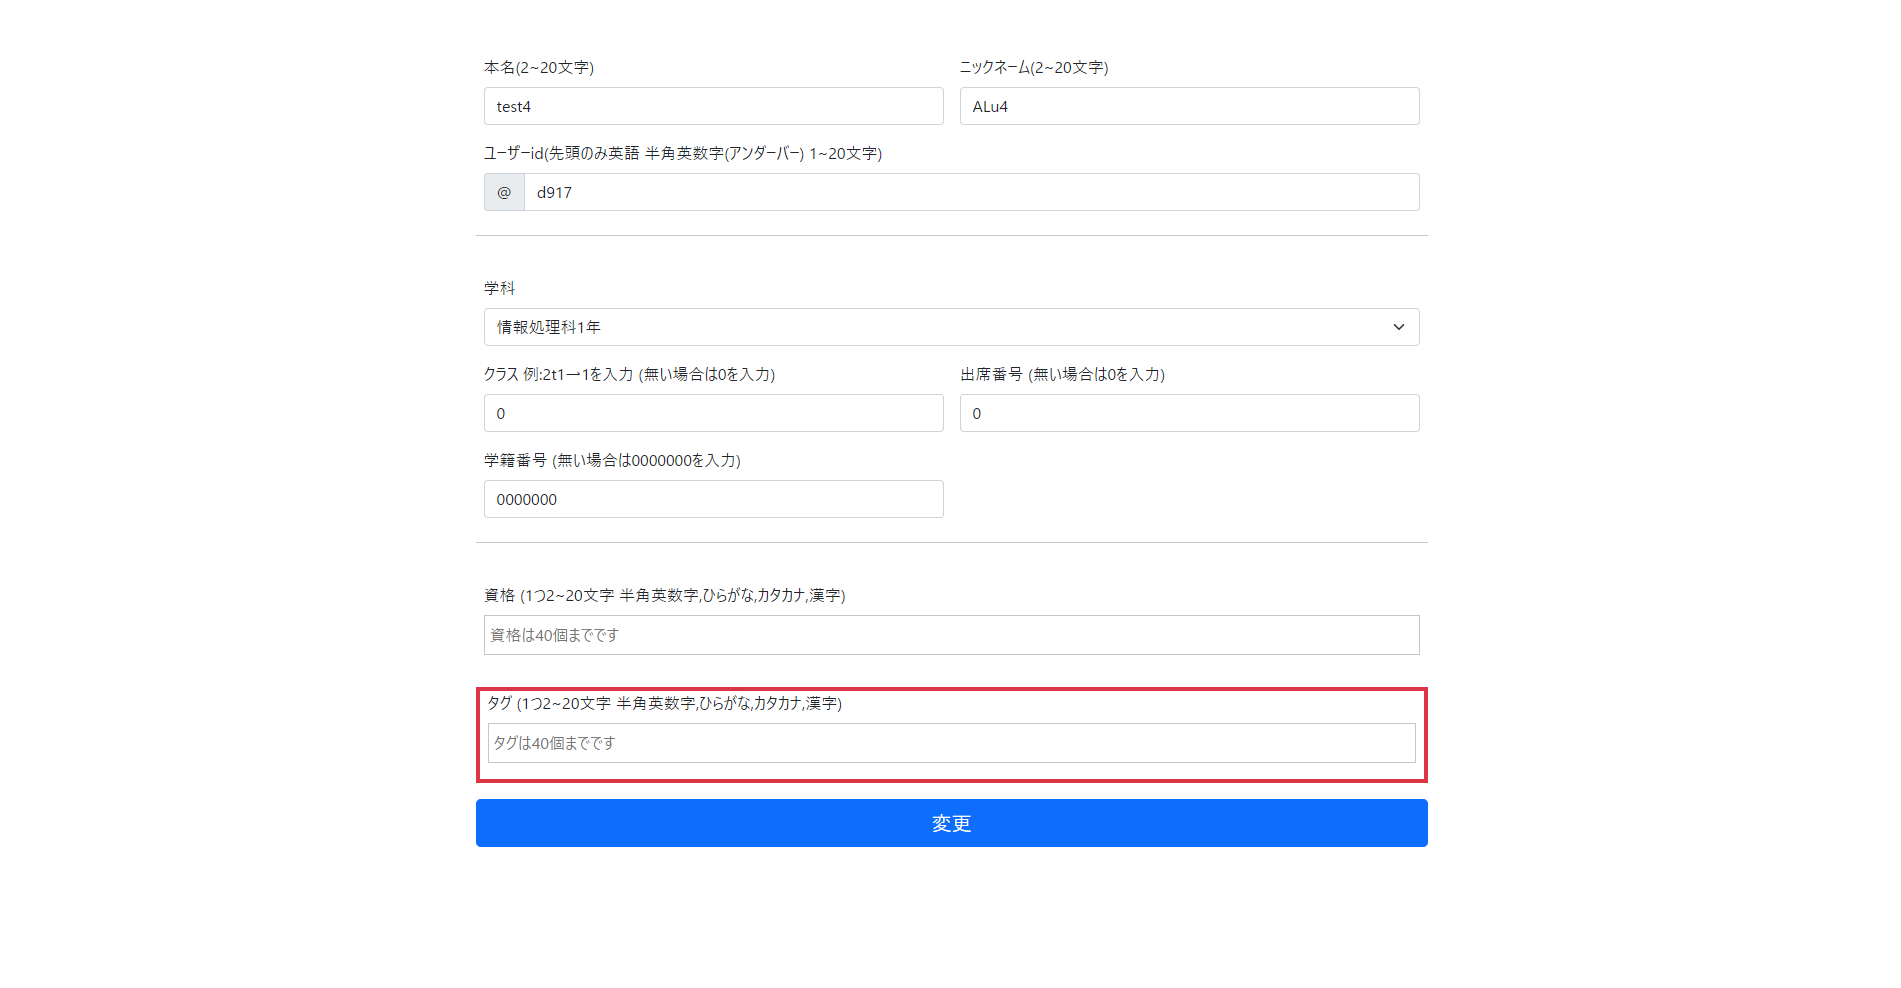 本名(2~20文字)
ニックネーム(2~20文字)
test4
ALu4
ユーザーid(先頭のみ英語 半角英数字(アンダーバー) 1~20文字)
@ d917
学科
情報処理科1年
クラス 例:2t1→1を入力 (無い場合は0を入力)
出席番号 (無い場合は0を入力)
0
0
学籍番号 (無い場合は0000000を入力)
0000000
資格 (1つ2~20文字 半角英数字,ひらがな,カタカナ,漢字)
資格は40個までです
タグ (1つ2~20文字 半角英数字,ひらがな,カタカナ,漢字)
タグは40個までです
変更